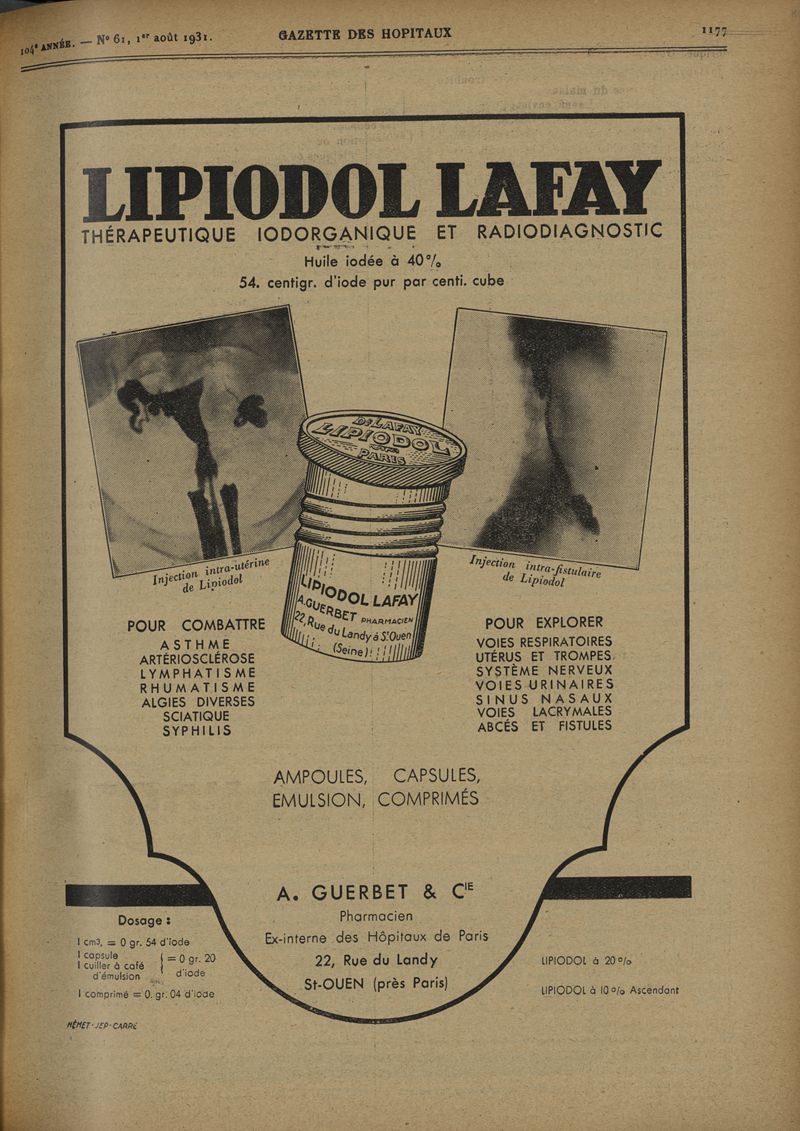 104e ANNÉE. — No 61, 1er août 1931. GAZETTE DES HOPITAUX 1177
LIPIODOL LAFAY
THÉRAPEUTIQUE IODORGANIQUE ET RADIODIAGNOSTIC
Huile iodée à 40%
54. centigr. d'iode pur par centi. cube
DE LAFAY
LIPIODOL
PARIS
Injection intra-utérine
de Lipiodol
Injection intra-fistulaire
de Lipiodol
LIPIODOL LAFAY
A. GUERBET PHARMACIEN
22, Rue du Landy à St Ouen
(Seine)
POUR COMBATTRE
ASTHME
ARTÉRIOSCLÉROSE
LYMPHATISME
RHUMATISME
ALGIES DIVERSES
SCIATIQUE
SYPHILIS
POUR EXPLORER
VOIES RESPIRATOIRES
UTÉRUS ET TROMPES
SYSTÈME NERVEUX
VOIES URINAIRES
SINUS NASAUX
VOIES LACRYMALES
ABCÉS ET FISTULES
AMPOULES, CAPSULES,
EMULSION, COMPRIMÉS
A. GUERBET & CIE
Pharmacien
Ex-interne des Hôpitaux de Paris
22, Rue du Landy
St-OUEN (près Paris)
Dosage :
1 cm3, = 0 gr. 54 d'iode
1 capsule
1 cuiller à café
d'émulsion
= 0 gr. 20
d'iode
1 comprimé = 0. gr. 04 d'iode
LIPIODOL à 20%
LIPIODOL à 10% Ascendant
NÉMET-JEP-CARRÉ